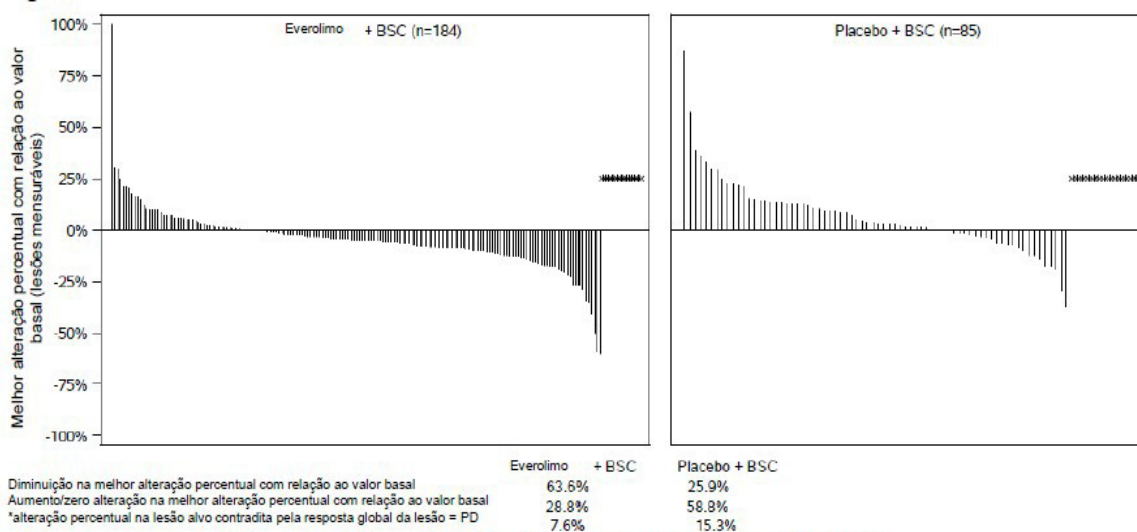 Everolimo + BSC (n=184)
Placebo + BSC (n=85)
Melhor alteração percentual com relação ao valor
basal (lesões mensuráveis)
100%
75%
50%
25%
0%
-25%
-50%
-75%
-100%
Everolimo + BSC Placebo + BSC
Diminuição na melhor alteração percentual com relação ao valor basal 63.6% 25.9%
Aumento/zero alteração na melhor alteração percentual com relação ao valor basal 28.8% 58.8%
*alteração percentual na lesão alvo contradita pela resposta global da lesão = PD 7.6% 15.3%